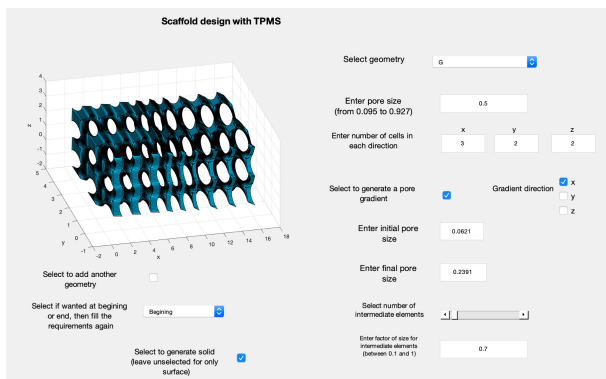 Scaffold design with TPMS
Select geometry
G
Enter pore size
(from 0.095 to 0.927)
0.5
Enter number of cells in
each direction
x y z
3 2 2
Select to generate a pore
gradient
Gradient direction
x
y
z
Enter initial pore
size
0.0621
Enter final pore
size
0.2391
Select number of
intermediate elements
Enter factor of size for
intermediate elements
(between 0.1 and 1)
0.7
4
3
2
1
0
-1
-2
z
5
4
3
2
1
0
-1
y
-2 0 2 4 6 8 10 12 14 16 18
x
Select to add another
geometry
Select if wanted at begining
or end, then fill the
requirements again
Begining
Select to generate solid
(leave unselected for only
surface)